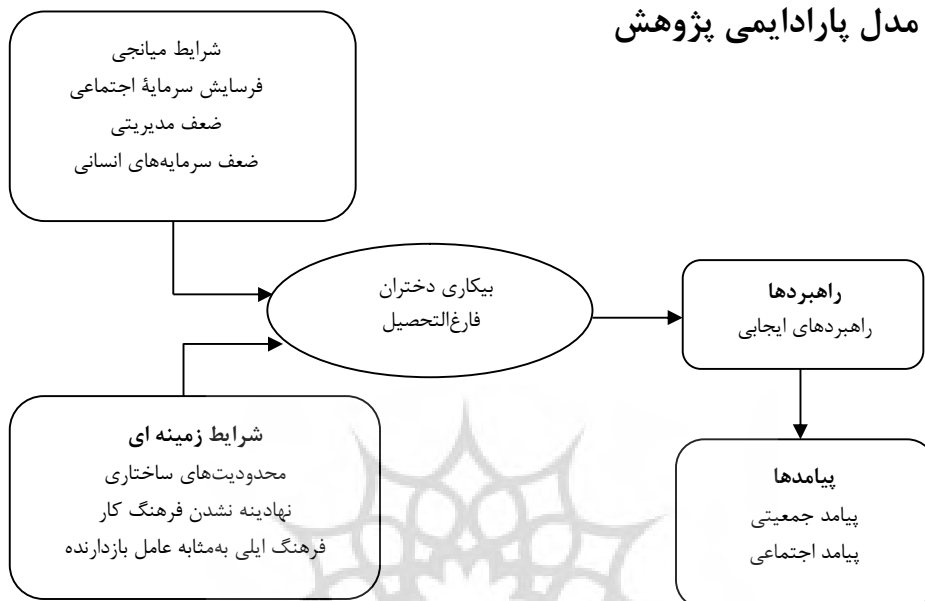 مدل پارادایمی پژوهش
شرایط میانجی
فرسایش سرمایۀ اجتماعی
ضعف مدیریتی
ضعف سرمایه‌های انسانی
بیکاری دختران
فارغ‌التحصیل
راهبردها
راهبردهای ایجابی
شرایط زمینه ای
محدودیت‌های ساختاری
نهادینه نشدن فرهنگ کار
فرهنگ ایلی به‌مثابه عامل بازدارنده
پیامدها
پیامد جمعیتی
پیامد اجتماعی